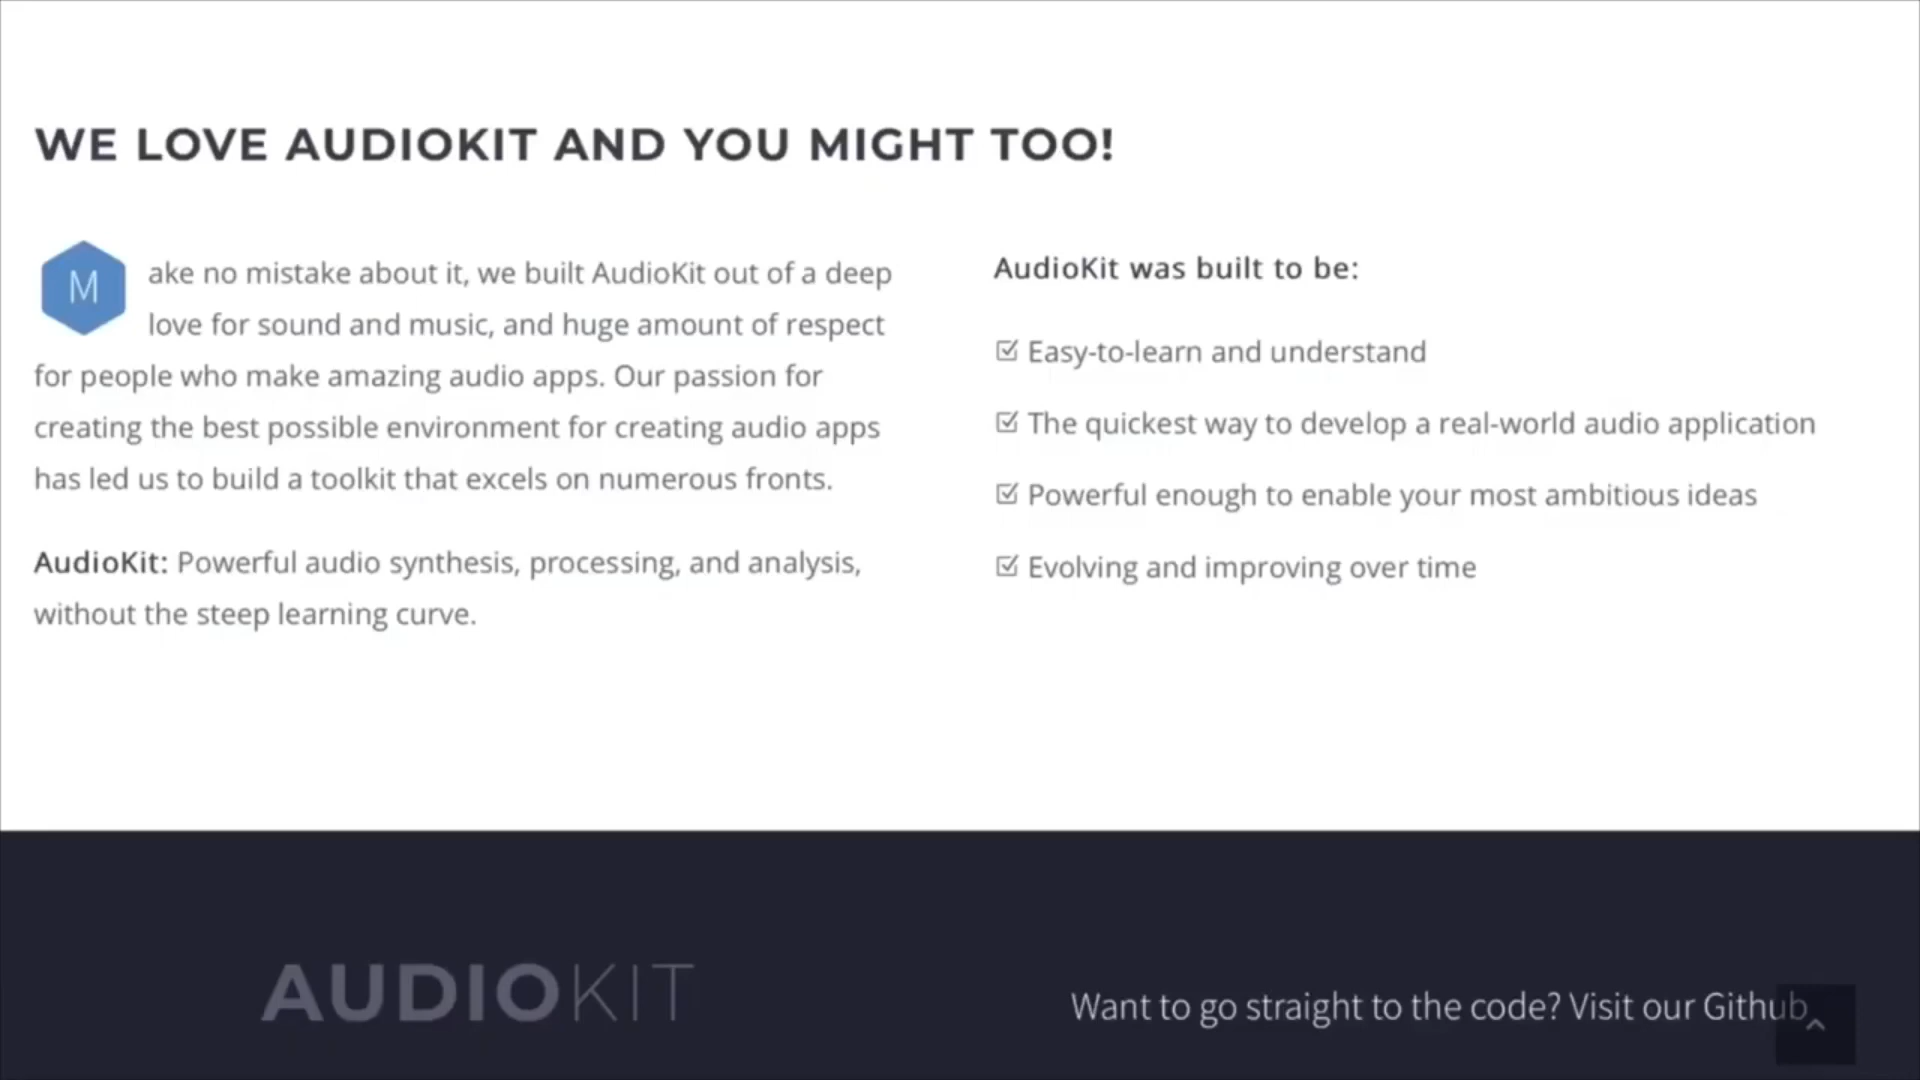 WE LOVE AUDIOKIT AND YOU MIGHT TOO!
Make no mistake about it, we built AudioKit out of a deep
love for sound and music, and huge amount of respect
for people who make amazing audio apps. Our passion for
creating the best possible environment for creating audio apps
has led us to build a toolkit that excels on numerous fronts.
AudioKit: Powerful audio synthesis, processing, and analysis,
without the steep learning curve.
AudioKit was built to be:
Easy-to-learn and understand
The quickest way to develop a real-world audio application
Powerful enough to enable your most ambitious ideas
Evolving and improving over time
AUDIOKIT
Want to go straight to the code? Visit our Github